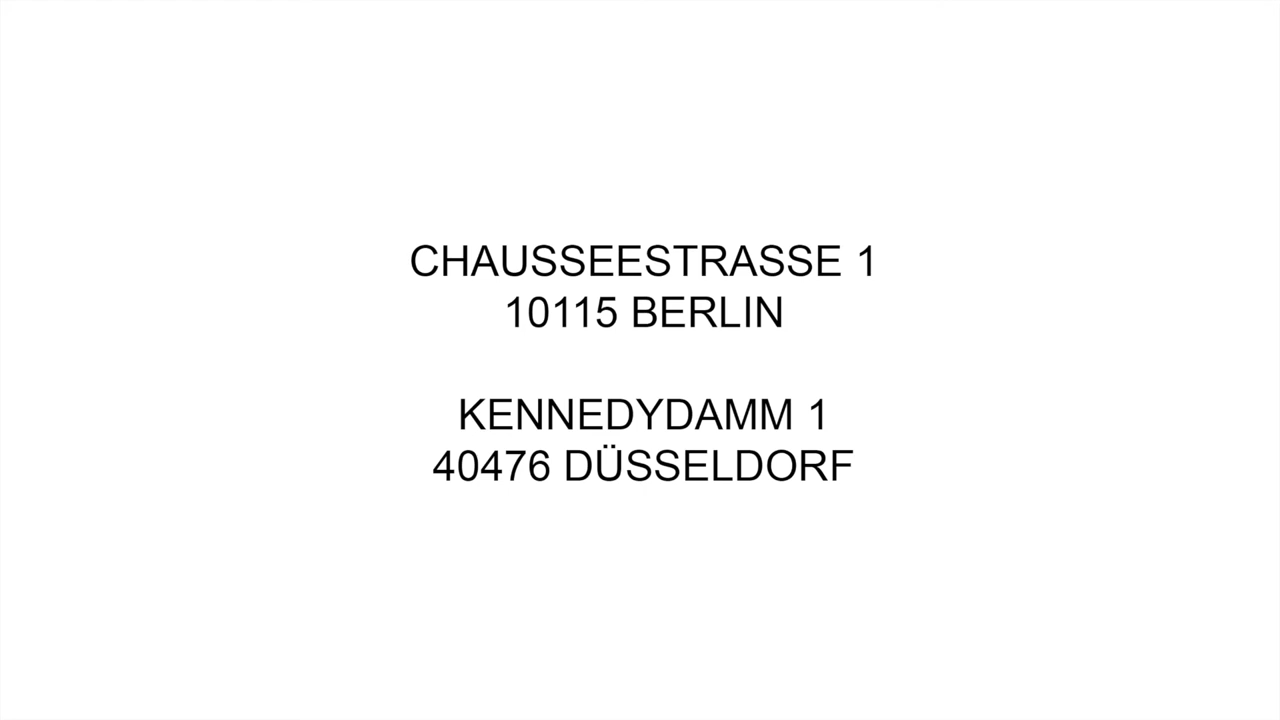 CHAUSSEESTRASSE 1
10115 BERLIN
KENNEDYDAMM 1
40476 DÜSSELDORF